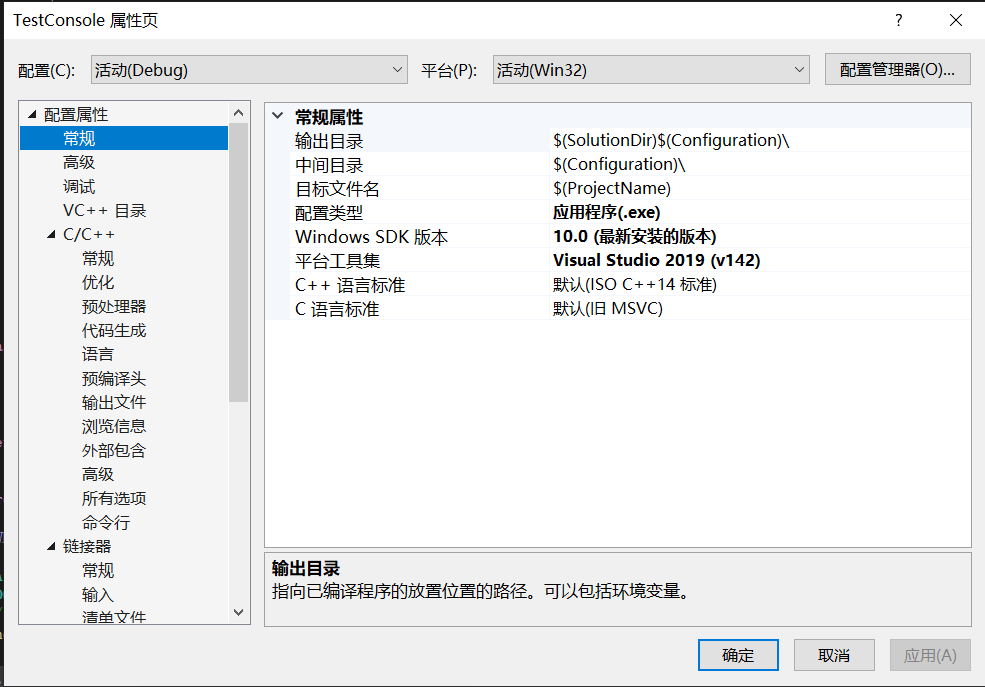 TestConsole 属性页
?
配置(C): 活动(Debug) 平台(P): 活动(Win32) 配置管理器(O)...
配置属性
常规
高级
调试
VC++ 目录
C/C++
常规
优化
预处理器
代码生成
语言
预编译头
输出文件
浏览信息
外部包含
高级
所有选项
命令行
链接器
常规
输入
清单文件
常规属性
输出目录 $(SolutionDir)$(Configuration)\
中间目录 $(Configuration)\
目标文件名 $(ProjectName)
配置类型 应用程序(.exe)
Windows SDK 版本 10.0 (最新安装的版本)
平台工具集 Visual Studio 2019 (v142)
C++ 语言标准 默认(ISO C++14 标准)
C 语言标准 默认(旧 MSVC)
输出目录
指向已编译程序的放置位置的路径。可以包括环境变量。
确定 取消 应用(A)